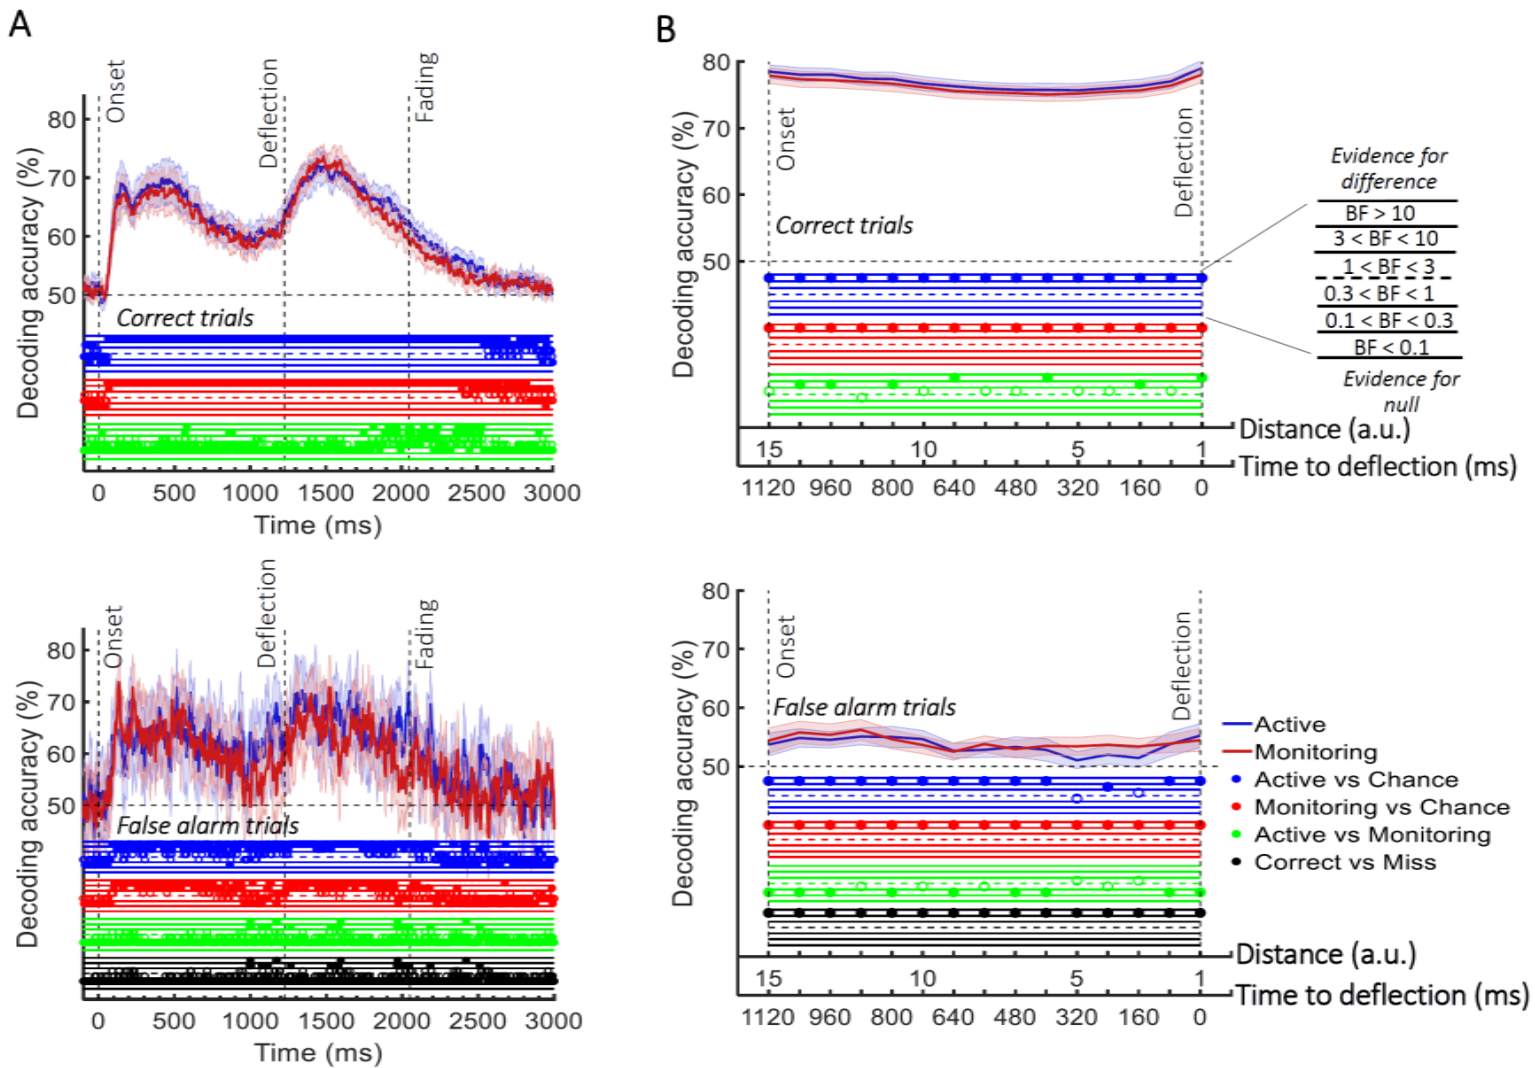 A
Onset
Deflection
Fading
Decoding accuracy (%)
80
70
60
50
Correct trials
0 500 1000 1500 2000 2500 3000
Time (ms)
B
Decoding accuracy (%)
80
70
60
50
Onset
Deflection
Correct trials
Evidence for
difference
BF > 10
3 < BF < 10
1 < BF < 3
0.3 < BF < 1
0.1 < BF < 0.3
BF < 0.1
Evidence for
null
Distance (a.u.)
15 10 5 1
Time to deflection (ms)
1120 960 800 640 480 320 160 0
Onset
Deflection
Fading
Decoding accuracy (%)
80
70
60
50
False alarm trials
0 500 1000 1500 2000 2500 3000
Time (ms)
Decoding accuracy (%)
80
70
60
50
Onset
Deflection
False alarm trials
Active
Monitoring
Active vs Chance
Monitoring vs Chance
Active vs Monitoring
Correct vs Miss
Distance (a.u.)
15 10 5 1
Time to deflection (ms)
1120 960 800 640 480 320 160 0